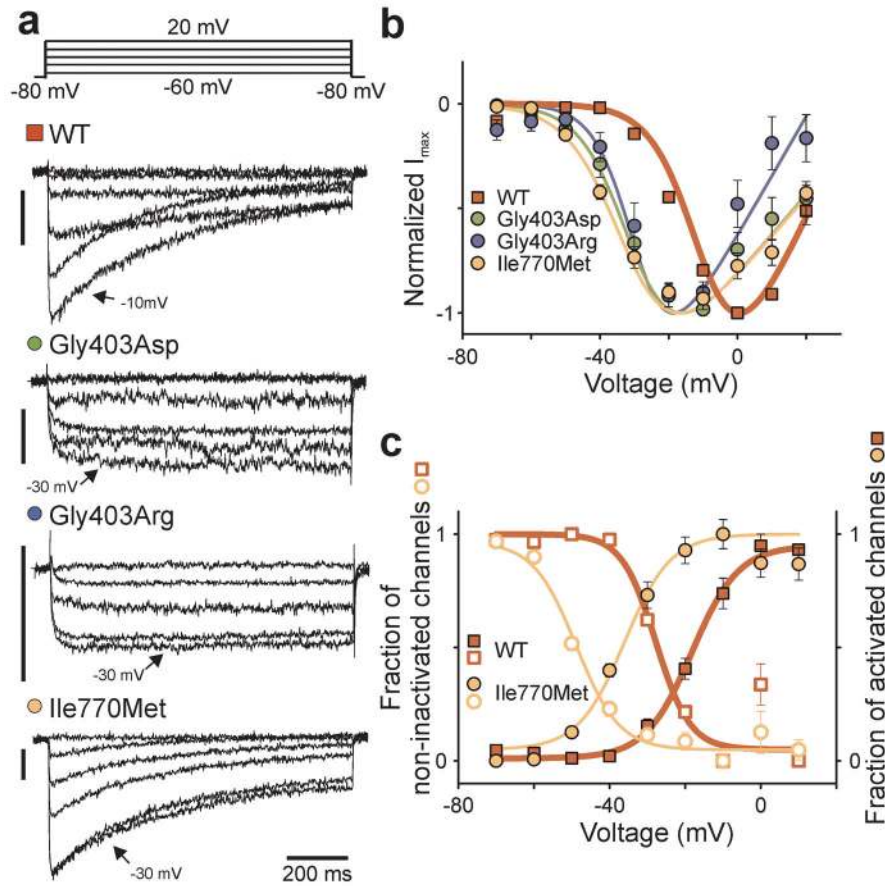 a
20 mV
-80 mV
-60 mV
-80 mV
WT
-10mV
Gly403Asp
-30 mV
Gly403Arg
-30 mV
Ile770Met
-30 mV
200 ms
b
Normalized Imax
0
-1
WT
Gly403Asp
Gly403Arg
Ile770Met
-80
-40
0
Voltage (mV)
c
Fraction of
non-inactivated channels
1
0
WT
Ile770Met
-80
-40
0
Voltage (mV)
1
0
Fraction of activated channels